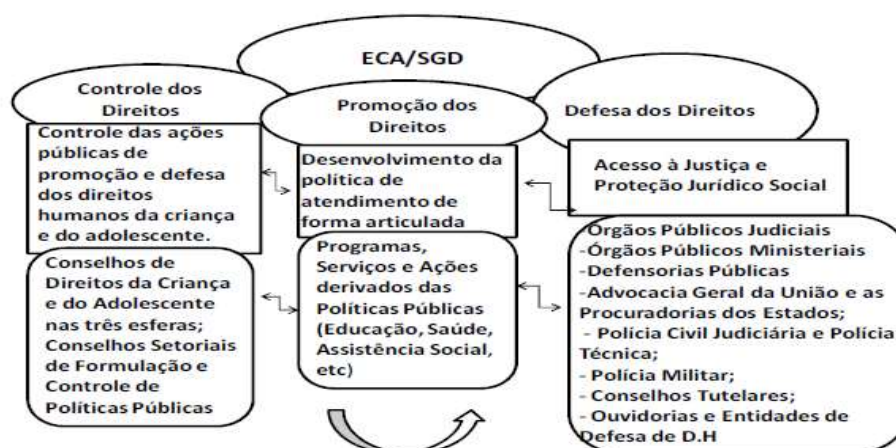 ECA/SGD
Controle dos
Direitos
Controle das ações
públicas de
promoção e defesa
dos direitos
humanos da criança
e do adolescente.
Conselhos de
Direitos da Criança
e do Adolescente
nas três esferas;
Conselhos Setoriais
de Formulação e
Controle de
Políticas Públicas
Promoção dos
Direitos
Desenvolvimento da
política de
atendimento de
forma articulada
Programas,
Serviços e Ações
derivados das
Políticas Públicas
(Educação, Saúde,
Assistência Social,
etc)
Defesa dos Direitos
Acesso à Justiça e
Proteção Jurídico Social
-Órgãos Públicos Judiciais
-Órgãos Públicos Ministeriais
-Defensorias Públicas
-Advocacia Geral da União e as
Procuradorias dos Estados;
- Polícia Civil Judiciária e Polícia
Técnica;
- Polícia Militar;
- Conselhos Tutelares;
- Ouvidorias e Entidades de
Defesa de D.H